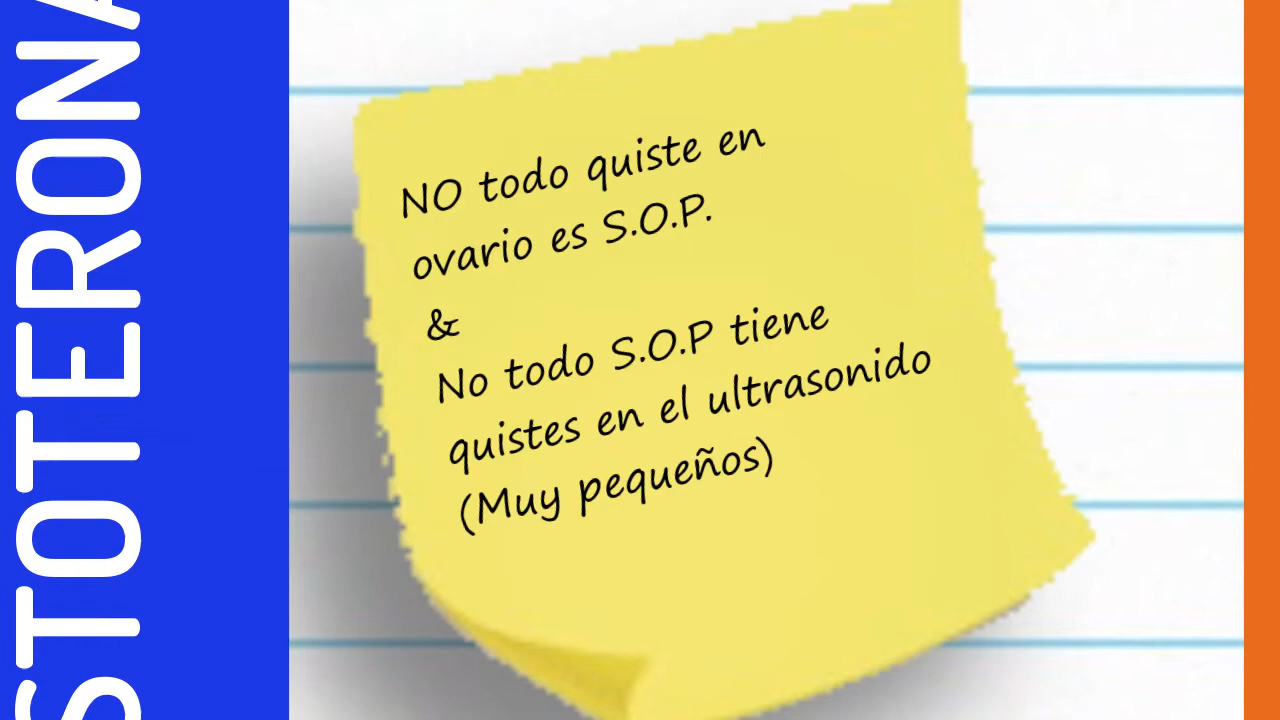 STOTERONA
NO todo quiste en
ovario es S.O.P.
&
No todo S.O.P tiene
quistes en el ultrasonido
(Muy pequeños)